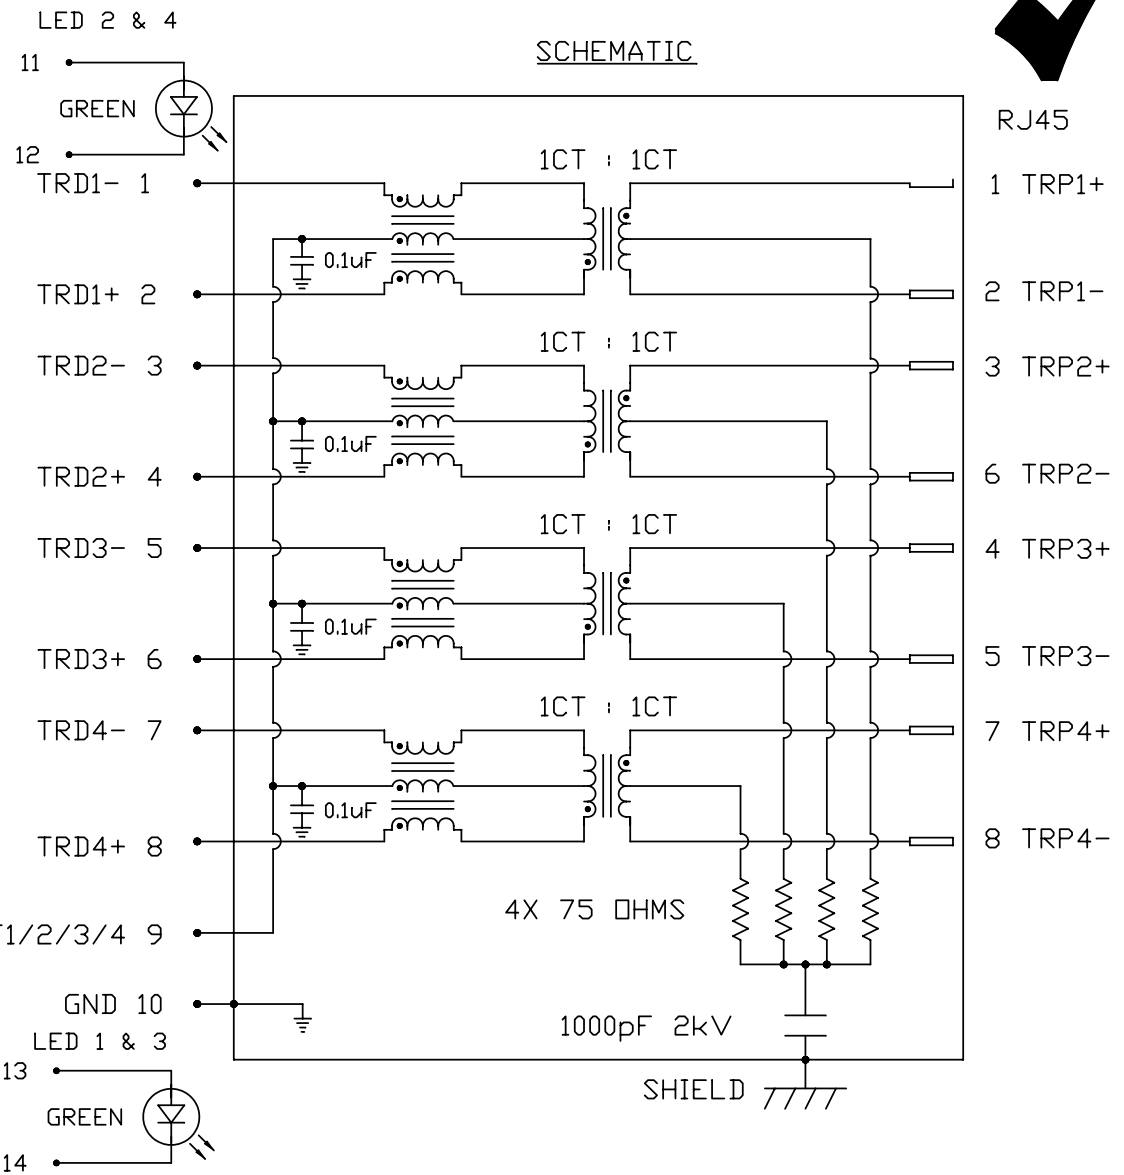 LED 2 & 4
SCHEMATIC
11
GREEN
12
RJ45
1CT : 1CT
TRD1- 1
1 TRP1+
0.1uF
TRD1+ 2
2 TRP1-
1CT : 1CT
TRD2- 3
3 TRP2+
0.1uF
TRD2+ 4
6 TRP2-
1CT : 1CT
TRD3- 5
4 TRP3+
0.1uF
TRD3+ 6
5 TRP3-
1CT : 1CT
TRD4- 7
7 TRP4+
0.1uF
TRD4+ 8
8 TRP4-
4X 75 OHMS
T1/2/3/4 9
GND 10
1000pF 2kV
LED 1 & 3
13
SHIELD
GREEN
14